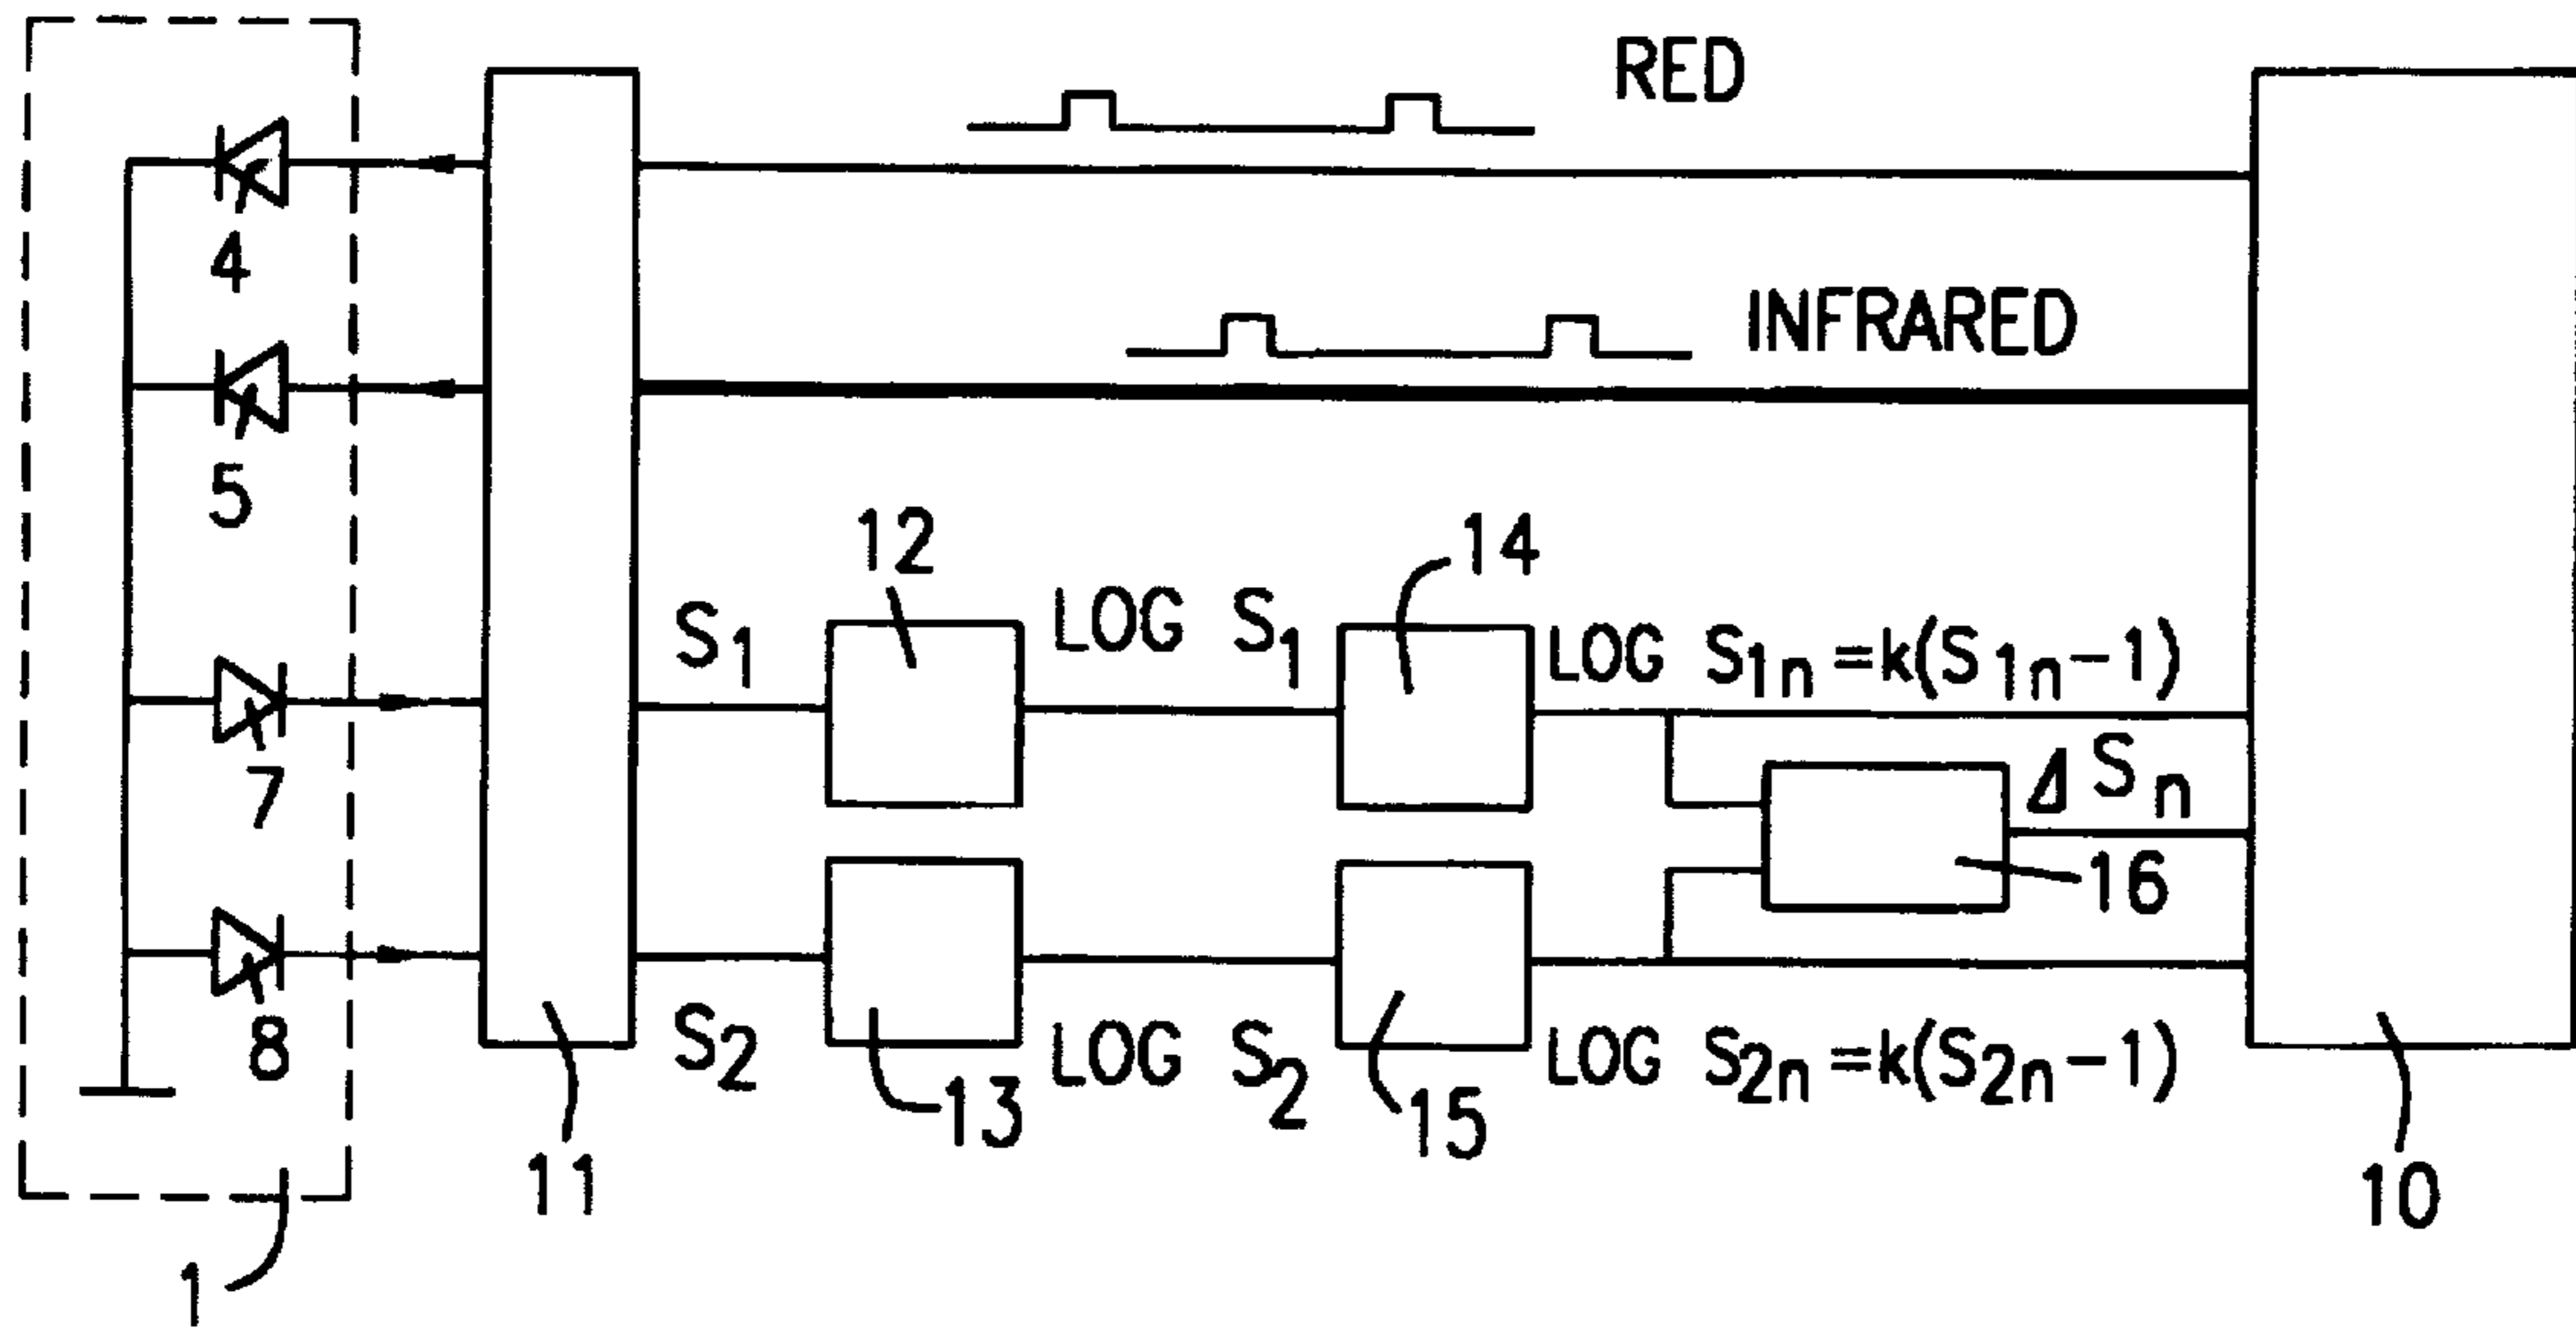 RED
4
INFRARED
5
12
14
S1
LOG S1
LOG S1n = k(S1n - 1)
7
Δ Sn
16
8
S2
13
LOG S2
15
LOG S2n = k(S2n - 1)
11
10
1